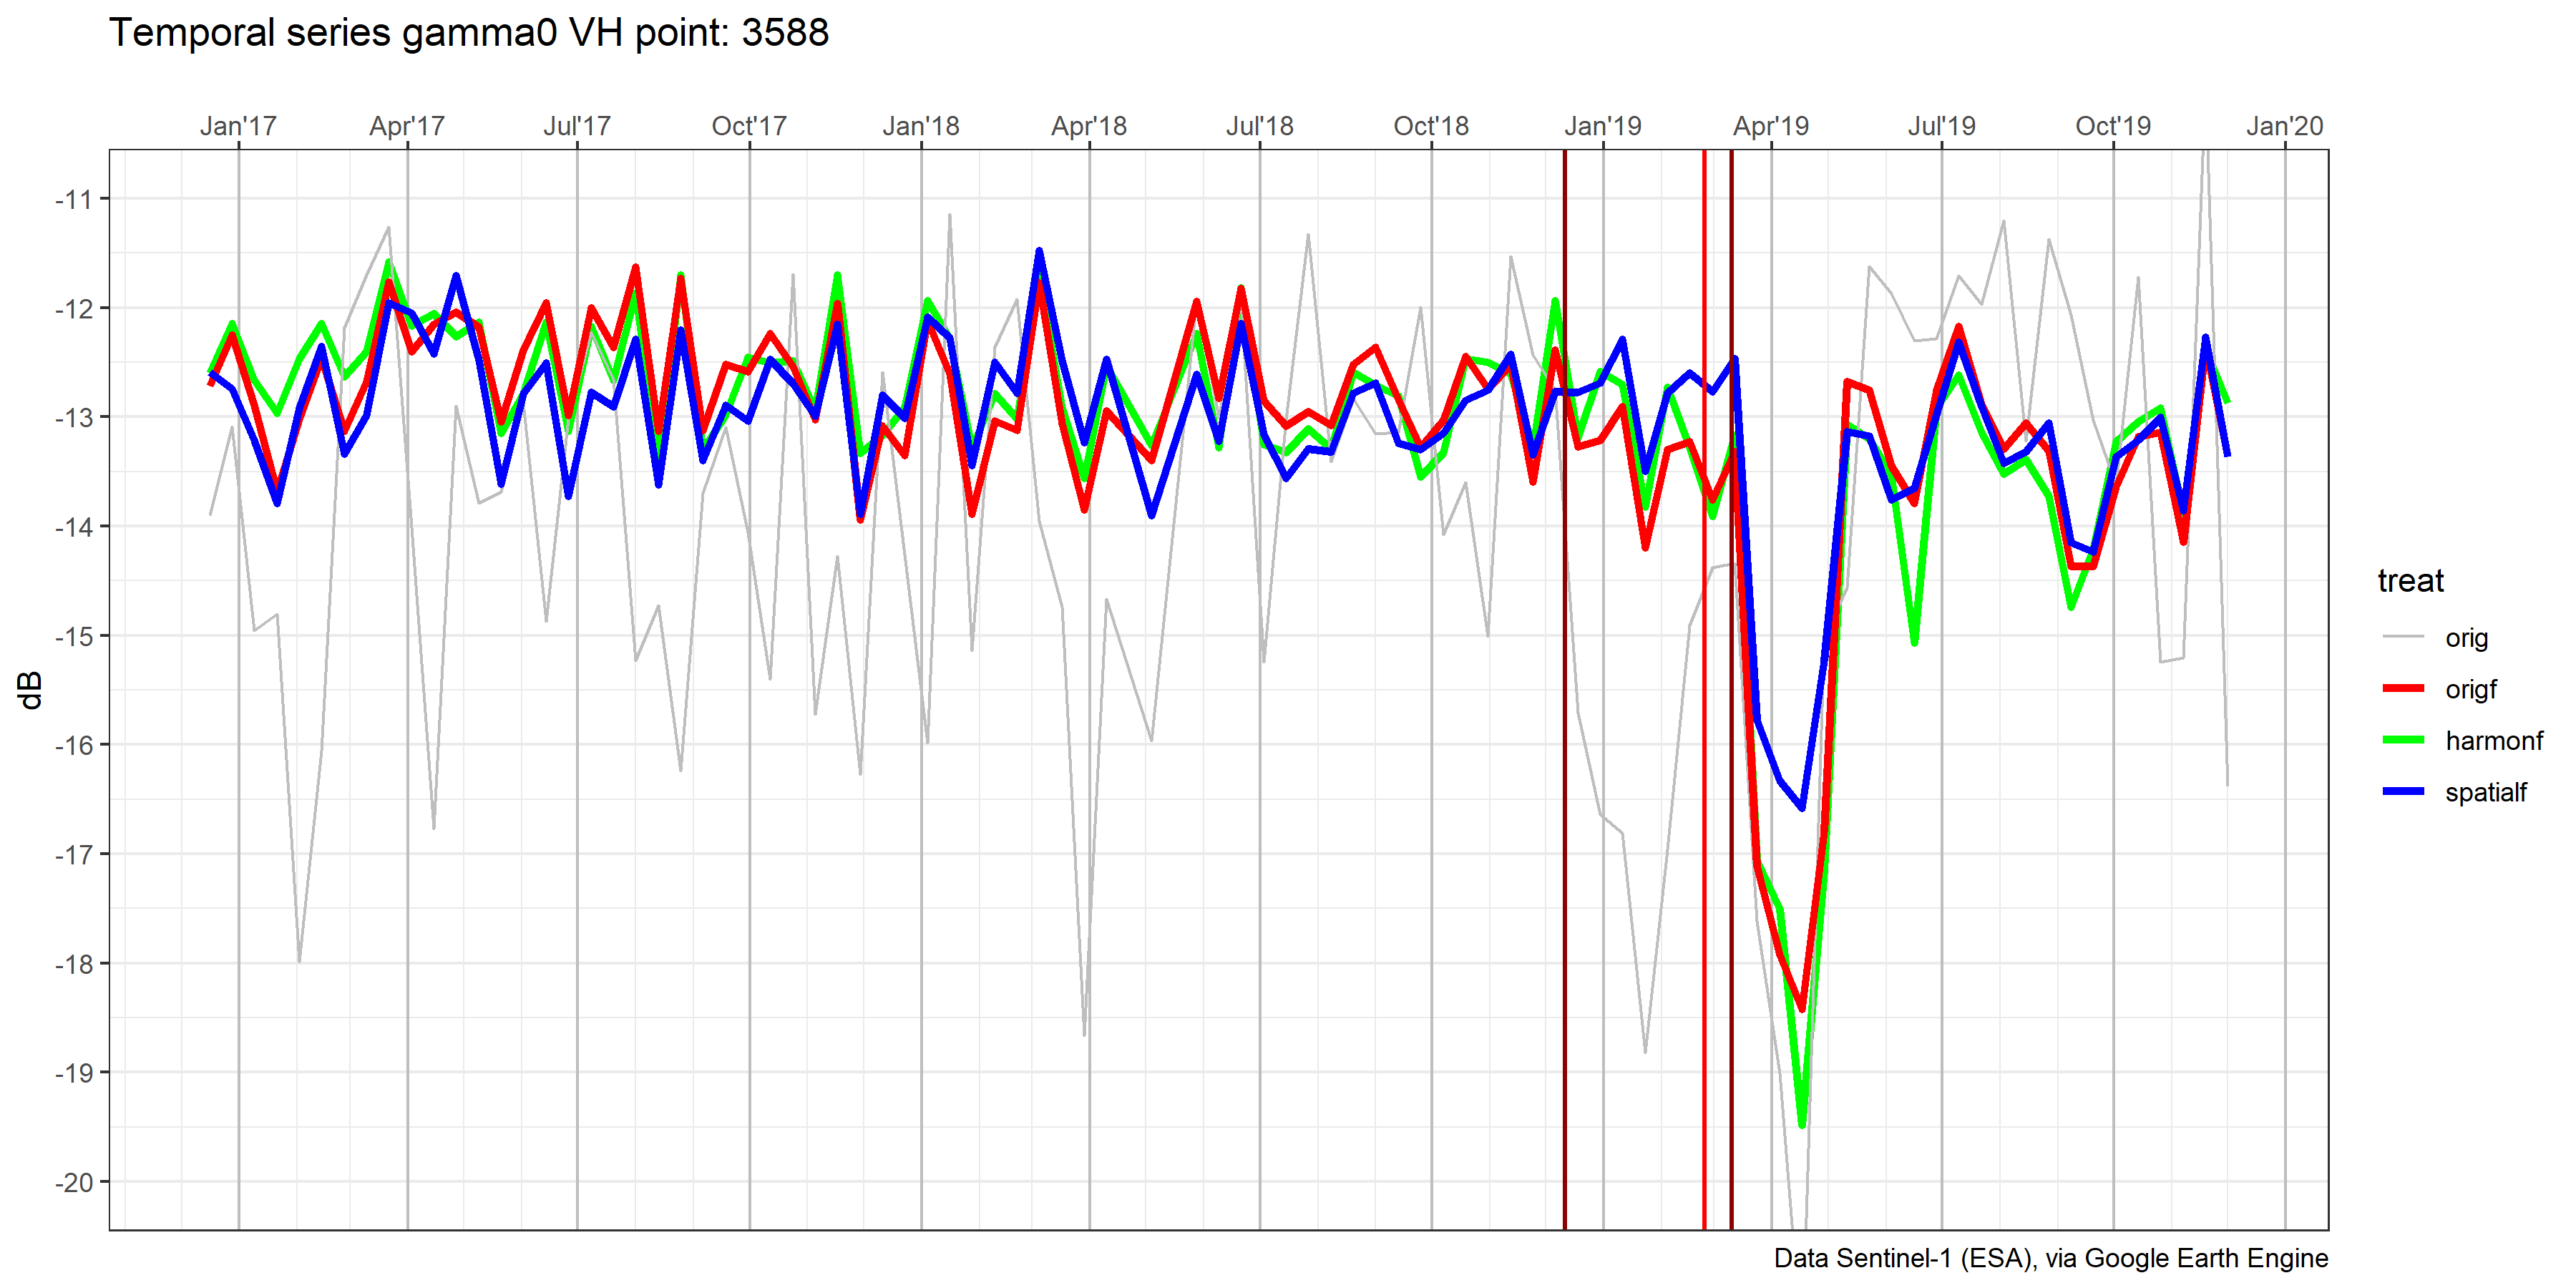 Temporal series gamma0 VH point: 3588
Jan'17 Apr'17 Jul'17 Oct'17 Jan'18 Apr'18 Jul'18 Oct'18 Jan'19 Apr'19 Jul'19 Oct'19 Jan'20
-11
-12
-13
-14
-15
-16
-17
-18
-19
-20
dB
treat
orig
origf
harmonf
spatialf
Data Sentinel-1 (ESA), via Google Earth Engine